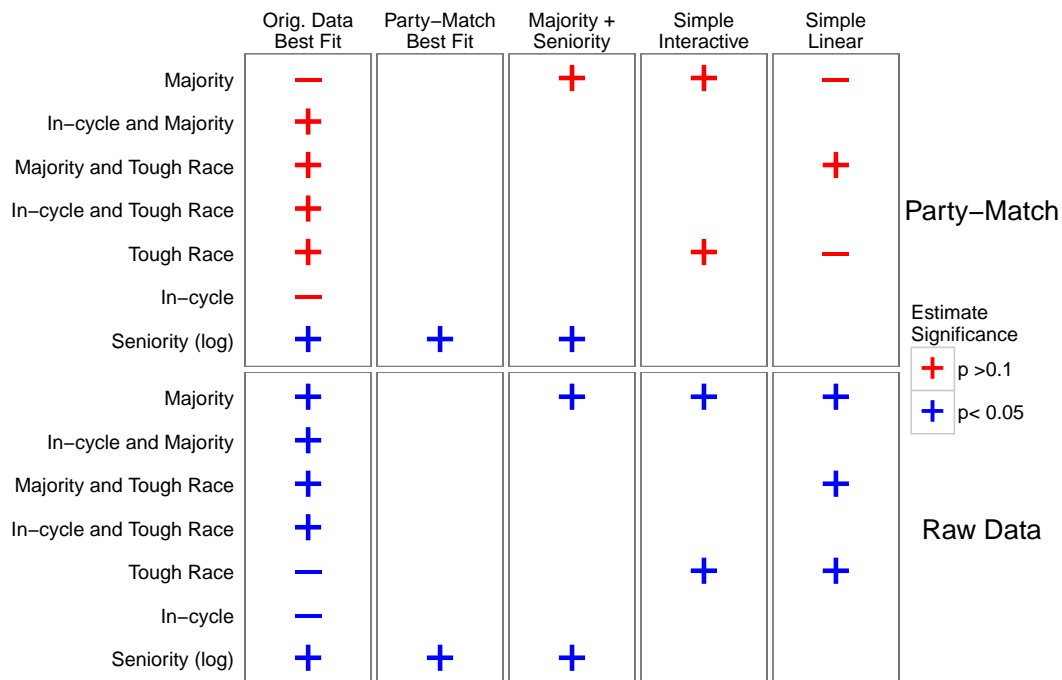 Orig. Data Best Fit
Party−Match Best Fit
Majority + Seniority
Simple Interactive
Simple Linear
Majority
In−cycle and Majority
Majority and Tough Race
In−cycle and Tough Race
Tough Race
In−cycle
Seniority (log)
Party−Match
Majority
In−cycle and Majority
Majority and Tough Race
In−cycle and Tough Race
Tough Race
In−cycle
Seniority (log)
Raw Data
Estimate
Significance
p >0.1
p< 0.05